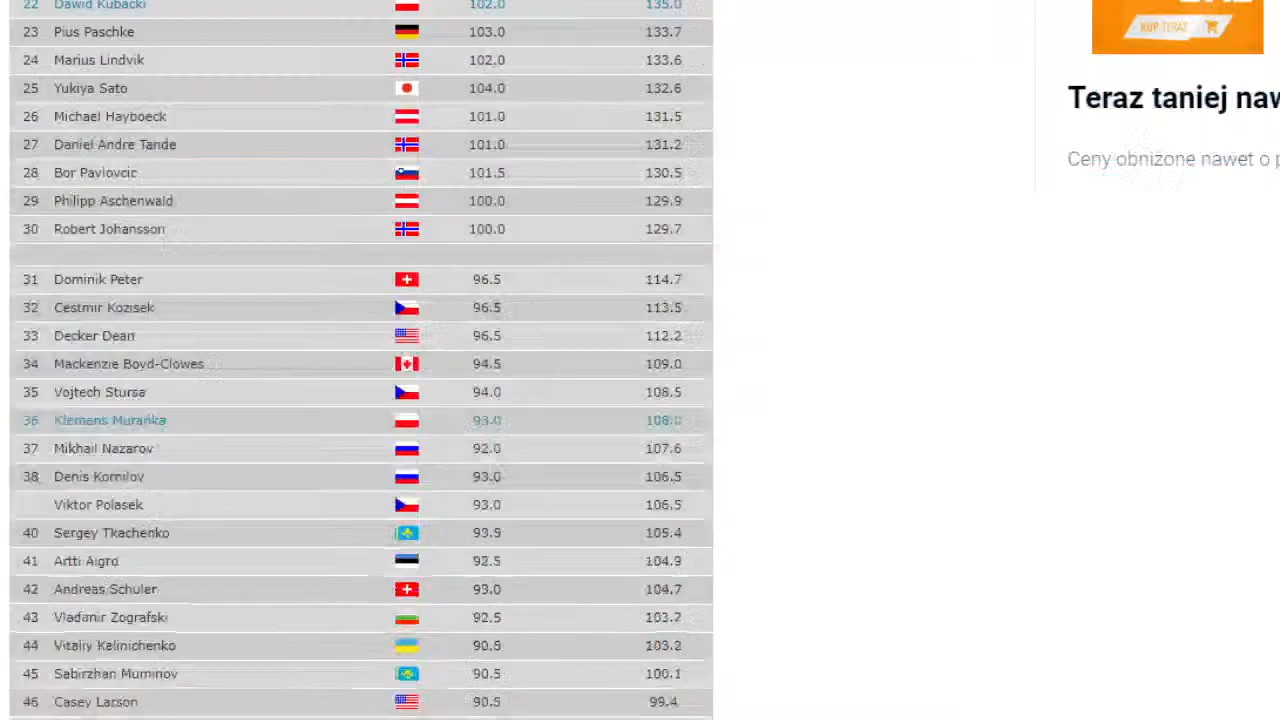 22 Dawid Kubacki 102.0 135.0
23 Pius Paschke 103.0 133.7
24 Marius Lindvik 102.0 133.6
25 Yukiya Sato 104.0 132.6
26 Michael Hayboeck 101.0 131.5
27 Daniel Andre Tande 101.0 131.2
28 Bor Pavlovcic 101.5 130.5
29 Philipp Aschenwald 100.0 129.9
30 Robert Johansson 100.0 129.7
31 Dominik Peter 96.5 114.7
32 Cestmir Kozisek 96.5 113.5
33 Decker Dean 96.5 112.2
34 Mackenzie Boyd-Clowes 94.5 109.0
35 Vojtech Stursa 94.0 108.5
36 Klemens Murańka 93.0 108.0
37 Mikhail Nazarov 92.0 107.6
38 Denis Kornilov 93.0 106.5
Viktor Polasek 93.0 106.5
40 Sergey Tkachenko 93.5 105.4
41 Artti Aigro 92.5 104.9
42 Andreas Schuler 93.0 104.7
43 Vladimir Zografski 92.5 103.7
44 Vitaliy Kalinichenko 90.5 103.2
45 Sabirzhan Muminov 90.5 100.1
46 Casey Larson 90.5 99.4
KUP TERAZ
Teraz taniej naw
Ceny obniżone nawet o p